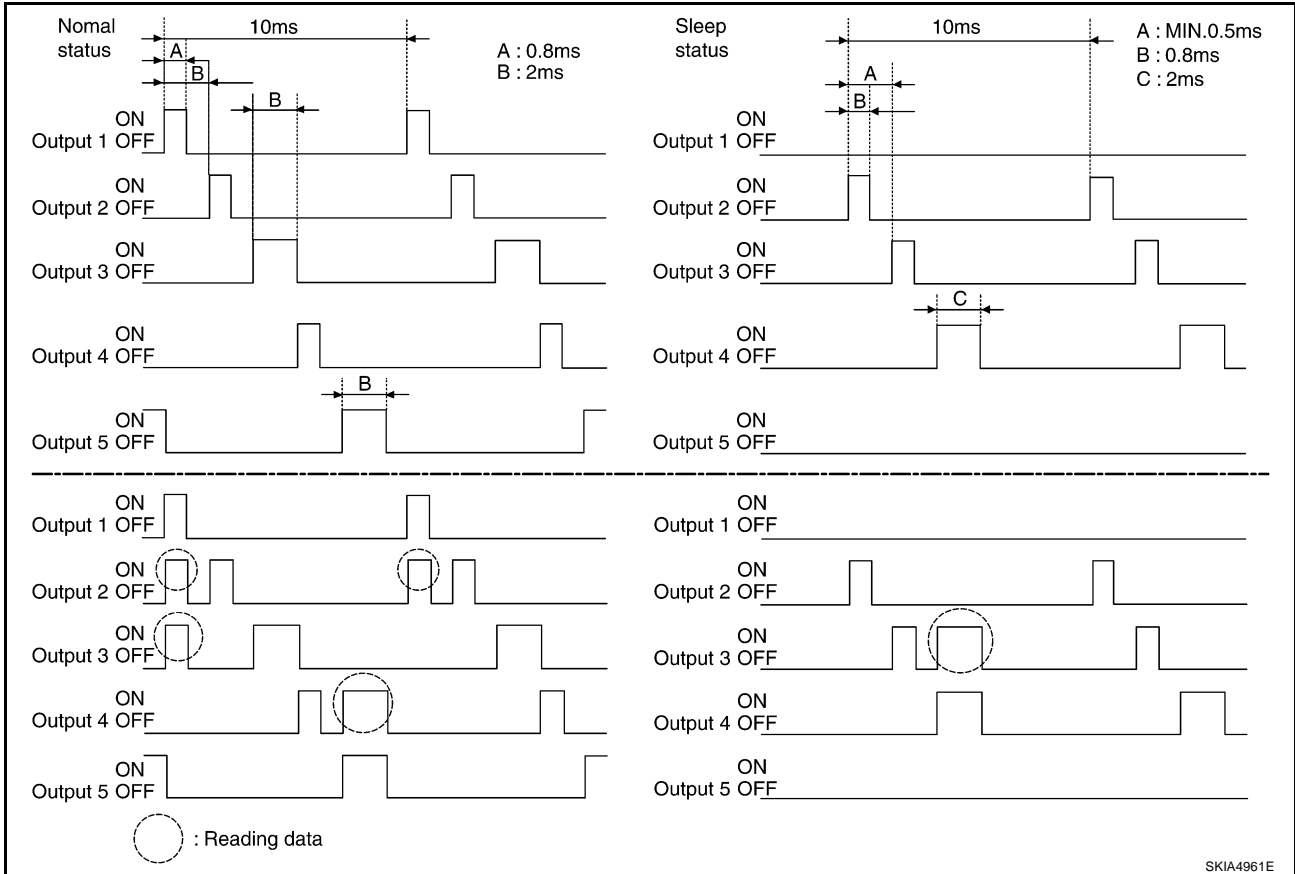 Nomal
status
10ms
A
B
B
A : 0.8ms
B : 2ms
ON
Output 1 OFF
ON
Output 2 OFF
ON
Output 3 OFF
ON
Output 4 OFF
B
ON
Output 5 OFF
Sleep
status
10ms
A
B
A : MIN.0.5ms
B : 0.8ms
C : 2ms
ON
Output 1 OFF
ON
Output 2 OFF
ON
Output 3 OFF
C
ON
Output 4 OFF
ON
Output 5 OFF
ON
Output 1 OFF
ON
Output 2 OFF
ON
Output 3 OFF
ON
Output 4 OFF
ON
Output 5 OFF
: Reading data
ON
Output 1 OFF
ON
Output 2 OFF
ON
Output 3 OFF
ON
Output 4 OFF
ON
Output 5 OFF
SKIA4961E